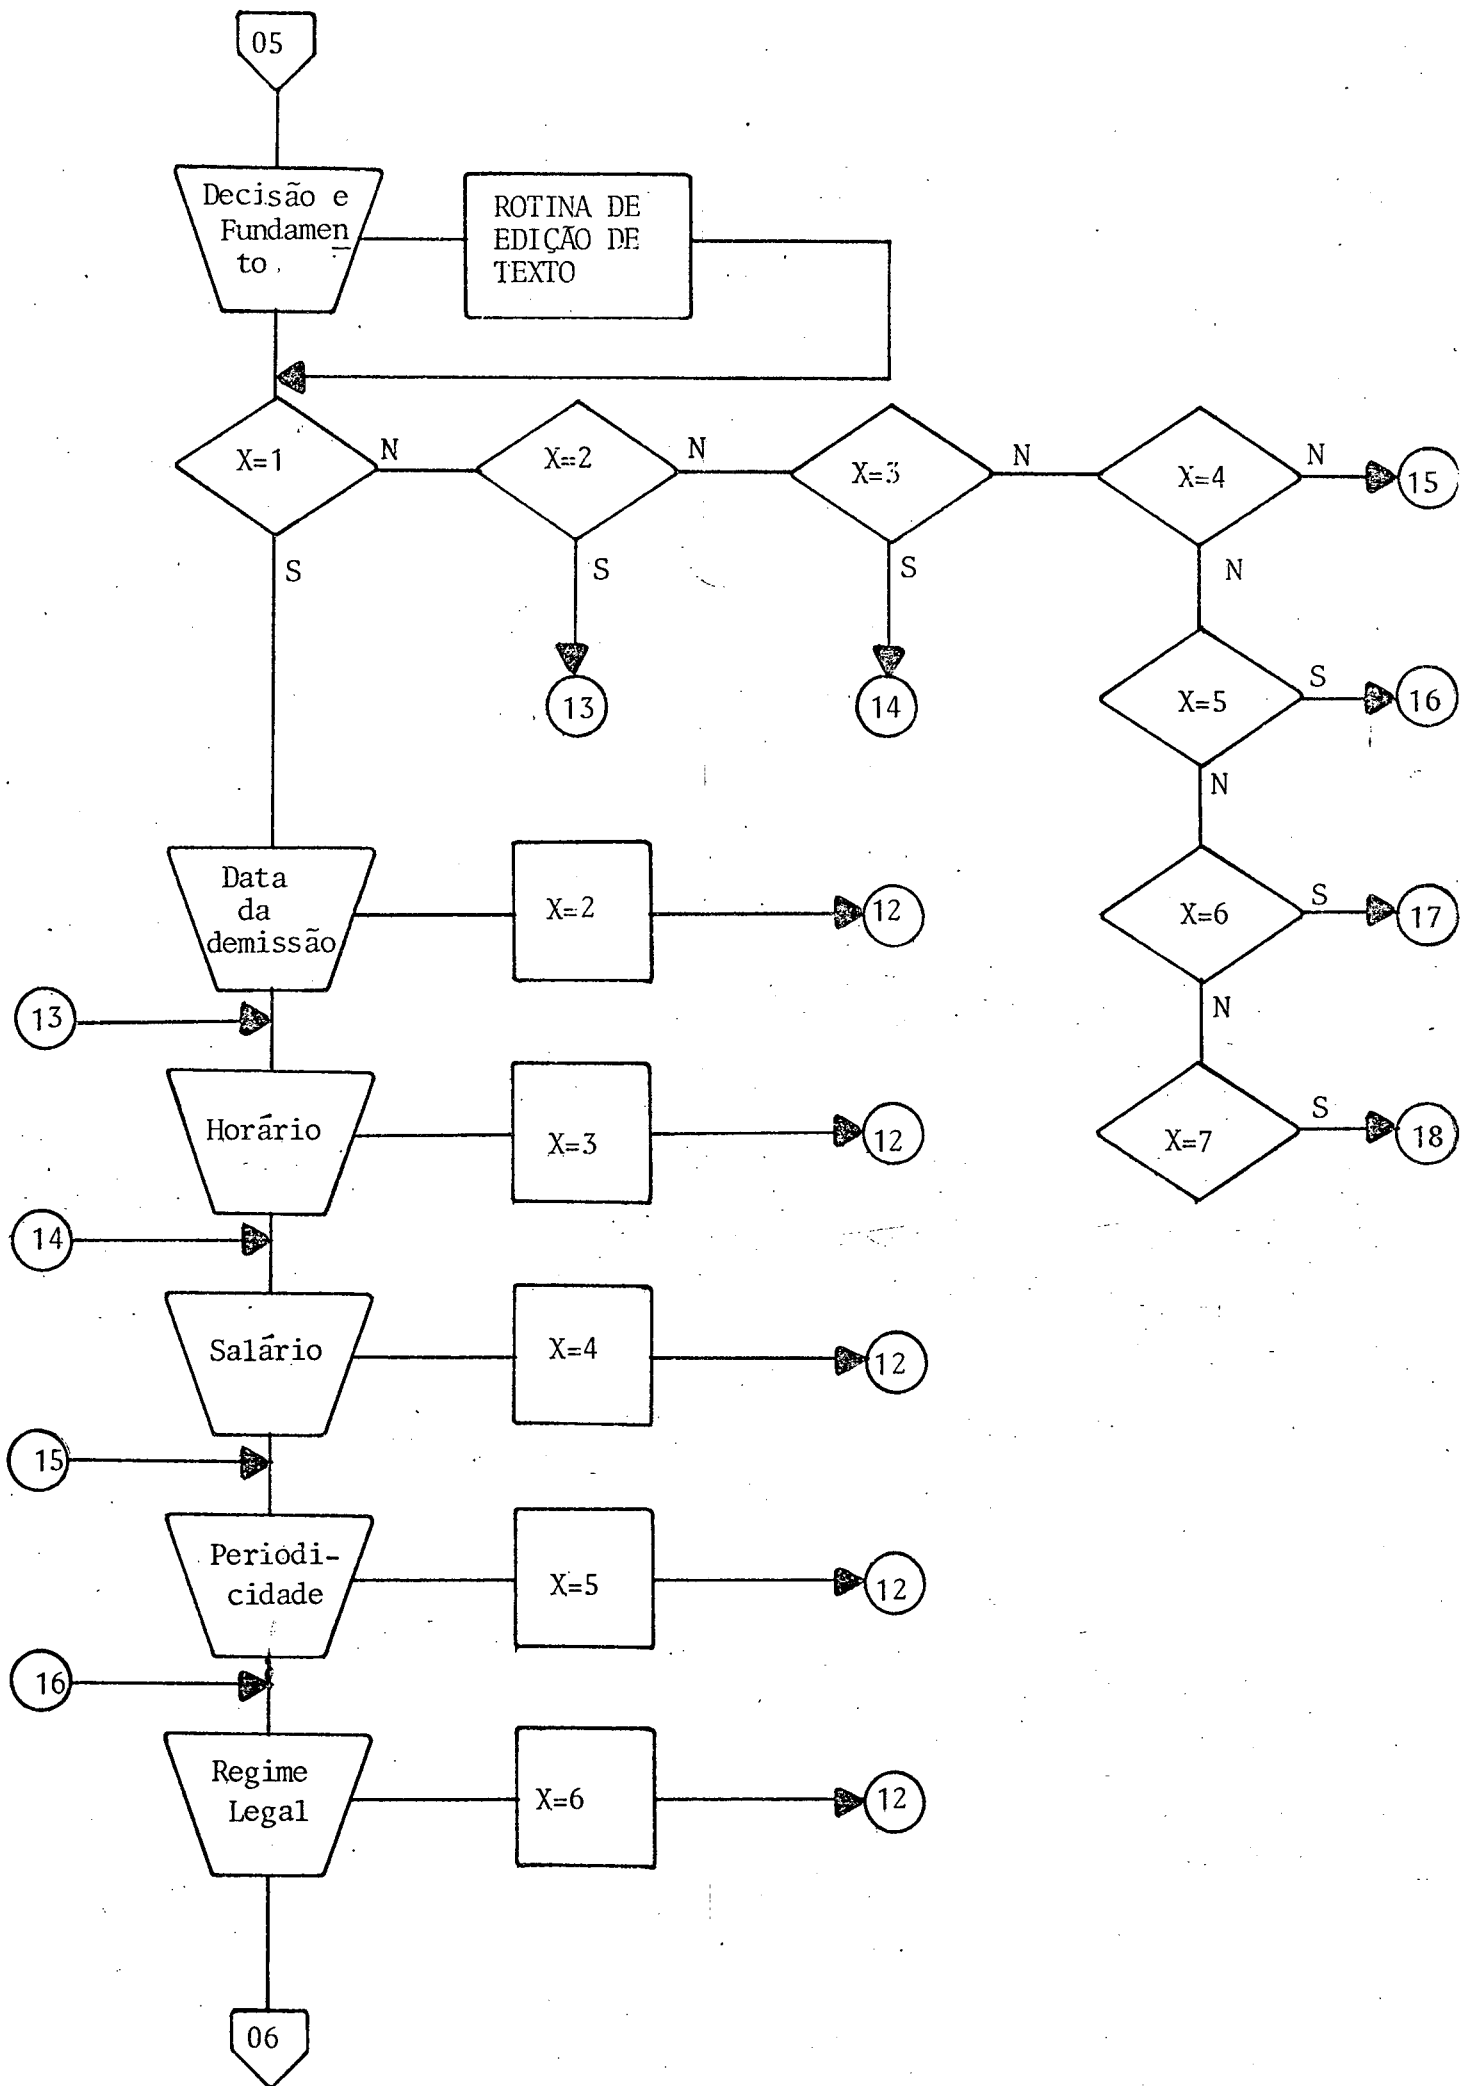 05
Decisão e
Fundamen
to
ROTINA DE
EDIÇÃO DE
TEXTO
X=1
N
X=2
N
X=3
N
X=4
N
15
S
S
S
N
13
14
X=5
S
16
N
Data
da
demissão
X=2
12
X=6
S
17
N
13
Horário
X=3
12
X=7
S
18
14
Salário
X=4
12
15
Periodi-
cidade
X=5
12
16
Regime
Legal
X=6
12
06